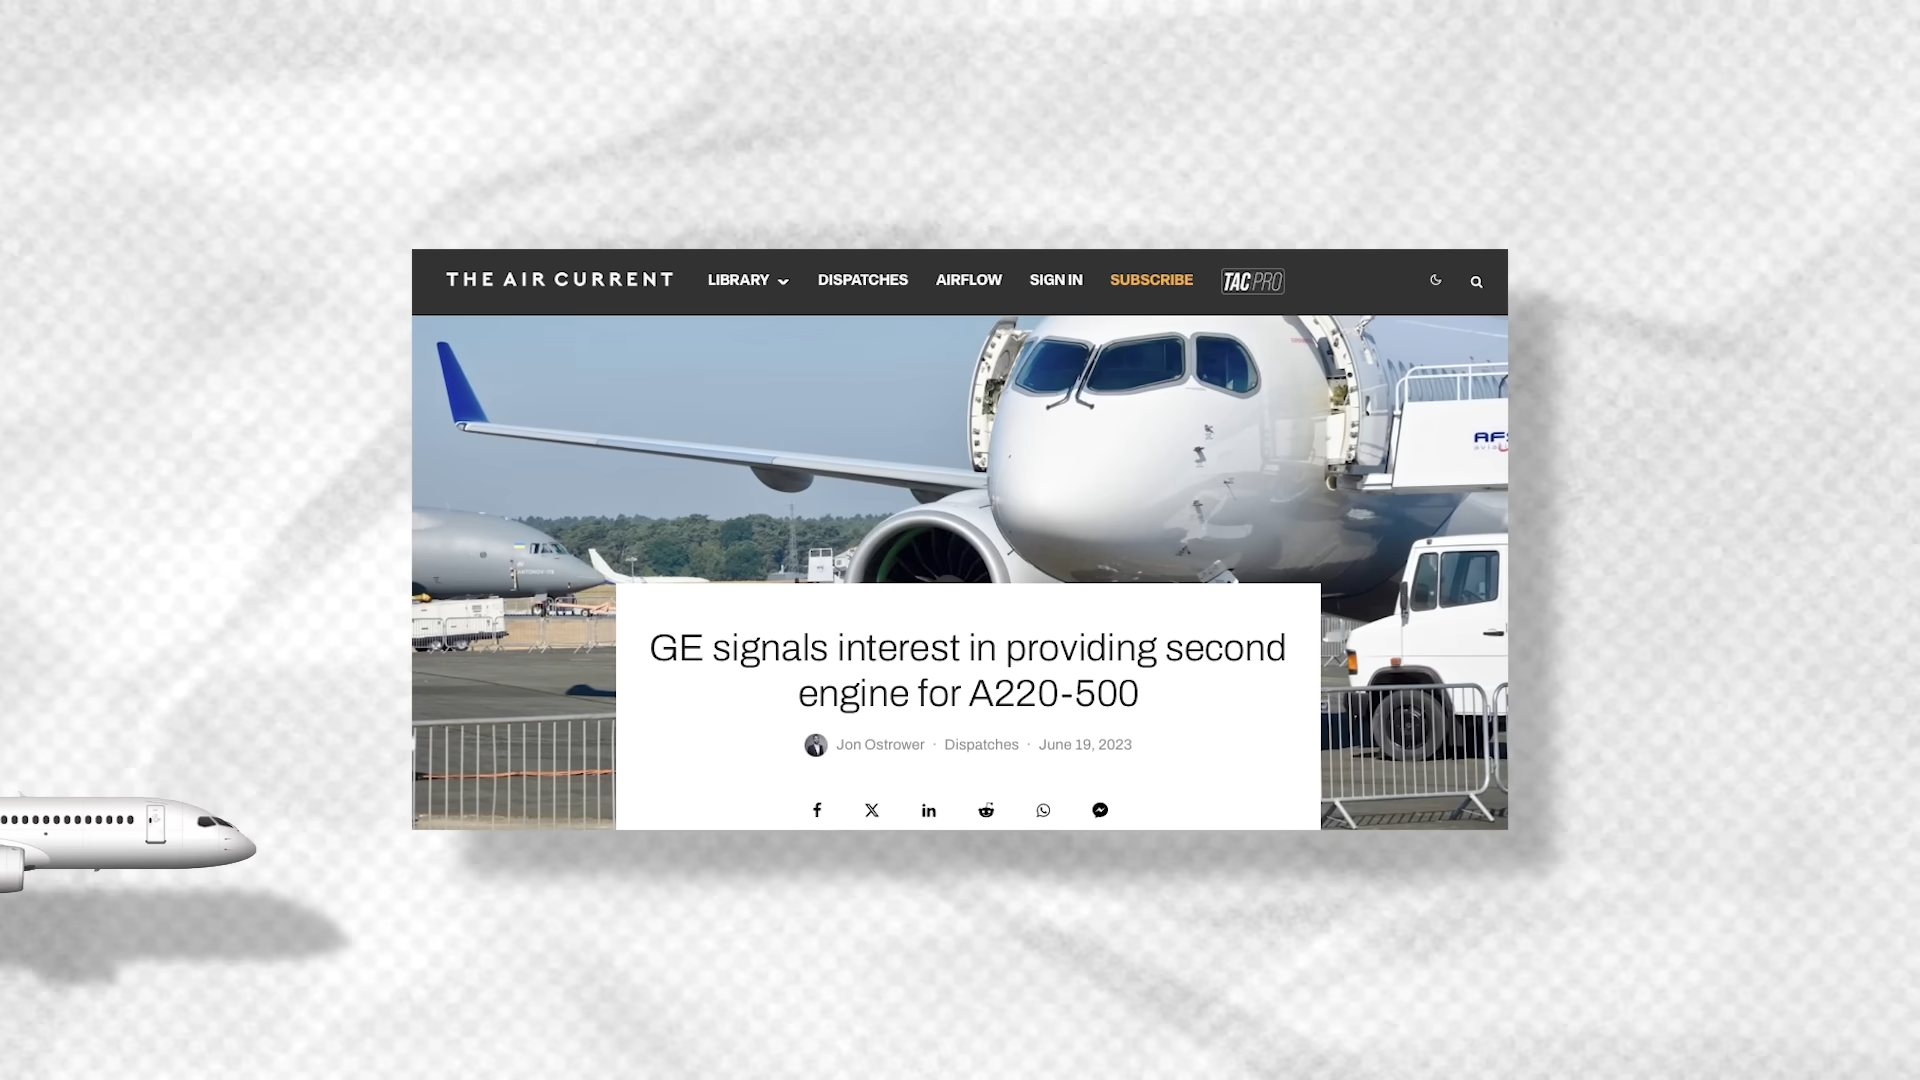 THE AIR CURRENT LIBRARY DISPATCHES AIRFLOW SIGN IN SUBSCRIBE TAC PRO
GE signals interest in providing second
engine for A220-500
Jon Ostrower · Dispatches · June 19, 2023